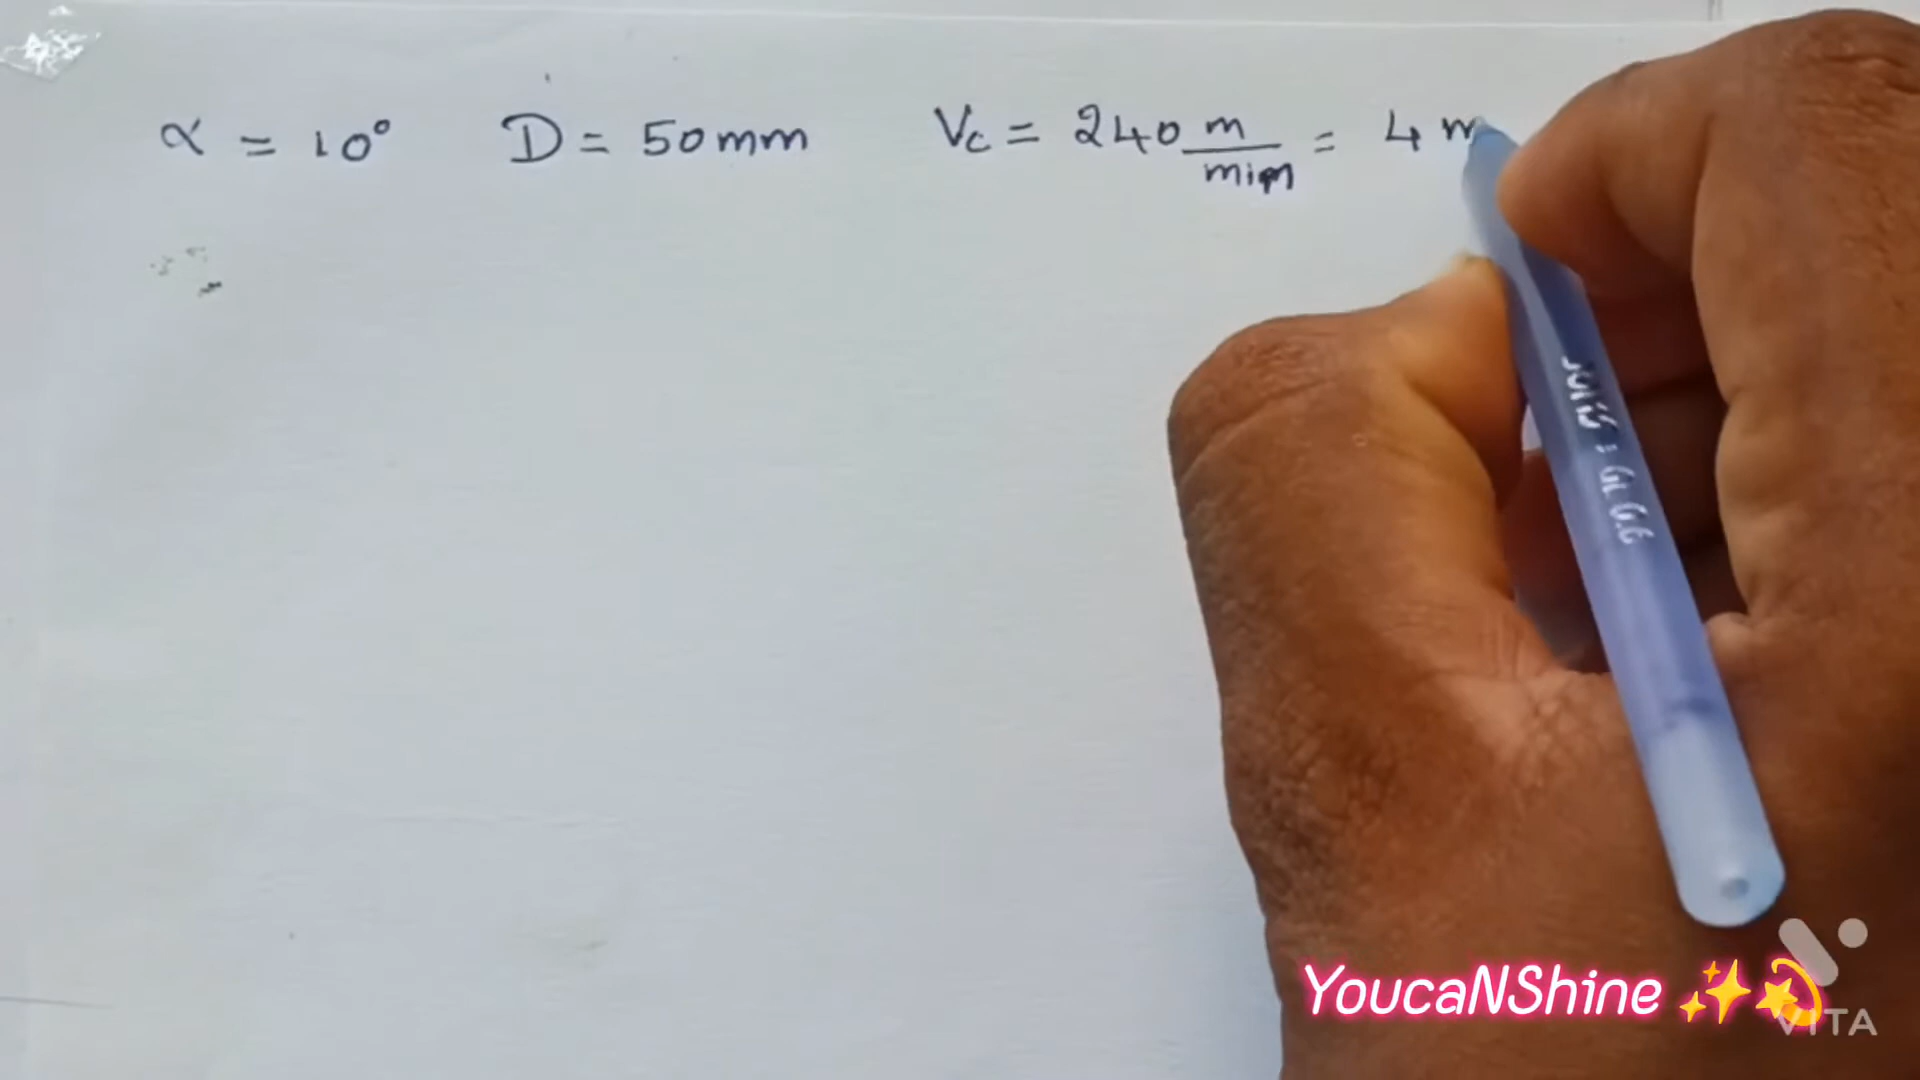 α = 10° D = 50mm Vc = 240 m/min = 4 m
YoucaNShine
VITA